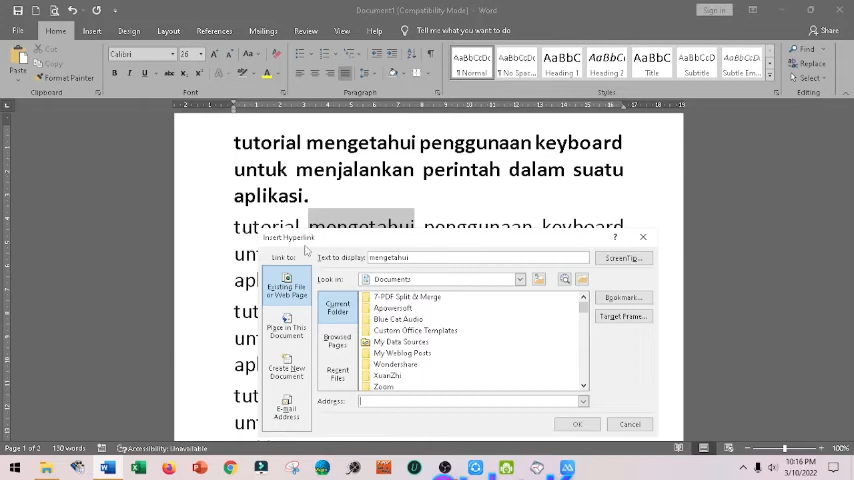 Document1 [Compatibility Mode] - Word
Sign in
File Home Insert Draw Design Layout References Mailings Review View Help Tell me what you want to do Share
Cut
Copy
Format Painter
Paste
Calibri 26
Find
Replace
Select
AaBbCcDc AaBbCcDc AaBbC AaBbCc AaBbC AaBbCcD AaBbCcD
¶ Normal ¶ No Spac... Heading 1 Heading 2 Title Subtitle Subtle Em...
Clipboard Font Paragraph Styles Editing
tutorial mengetahui penggunaan keyboard
untuk menjalankan perintah dalam suatu
aplikasi.
tutorial mengetahui penggunaan keyboard
Insert Hyperlink
Link to:
Text to display: mengetahui
ScreenTip...
Existing File or Web Page
Place in This Document
Create New Document
E-mail Address
Look in: Documents
Current Folder
Browsed Pages
Recent Files
7-PDF Split & Merge
Apowersoft
Blue Cat Audio
Custom Office Templates
My Data Sources
My Weblog Posts
Wondershare
XuanZhi
Zoom
Bookmark...
Target Frame...
Address:
OK Cancel
Page 1 of 2 130 words Accessibility: Unavailable 100%
10:16 PM
3/10/2022